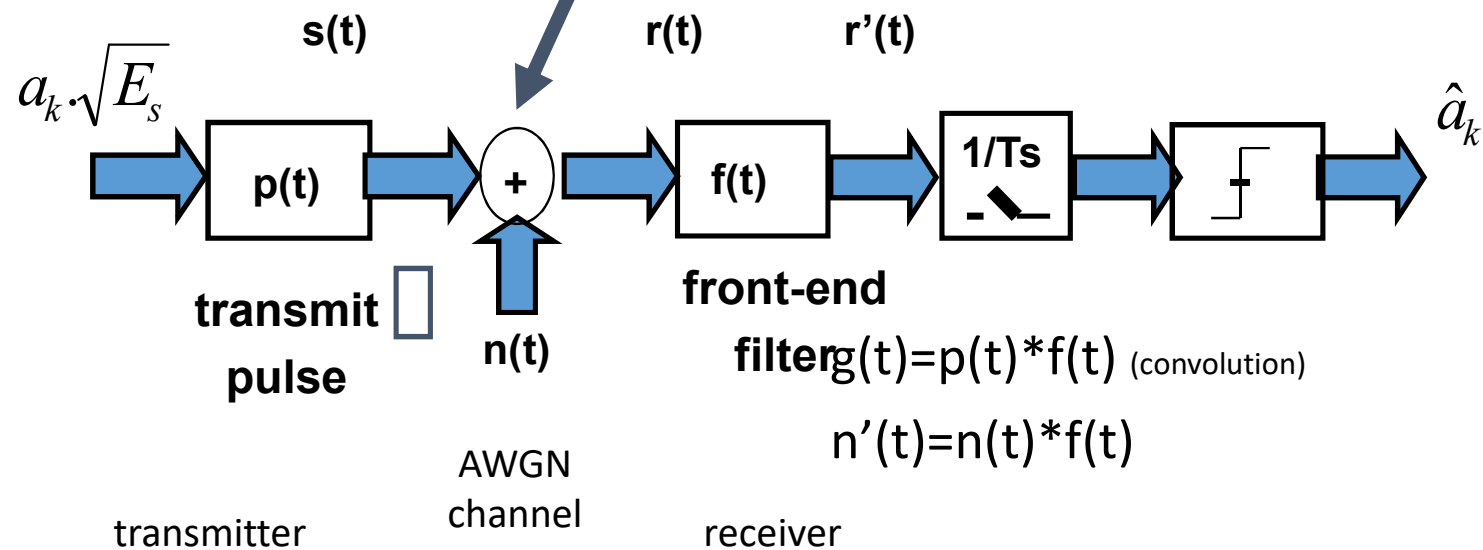 s(t) r(t) r’(t)
a_k.√E_s
p(t) + f(t) 1/Ts â_k
transmit
pulse
n(t)
front-end
filter
g(t)=p(t)*f(t) (convolution)
n’(t)=n(t)*f(t)
AWGN
channel
transmitter receiver